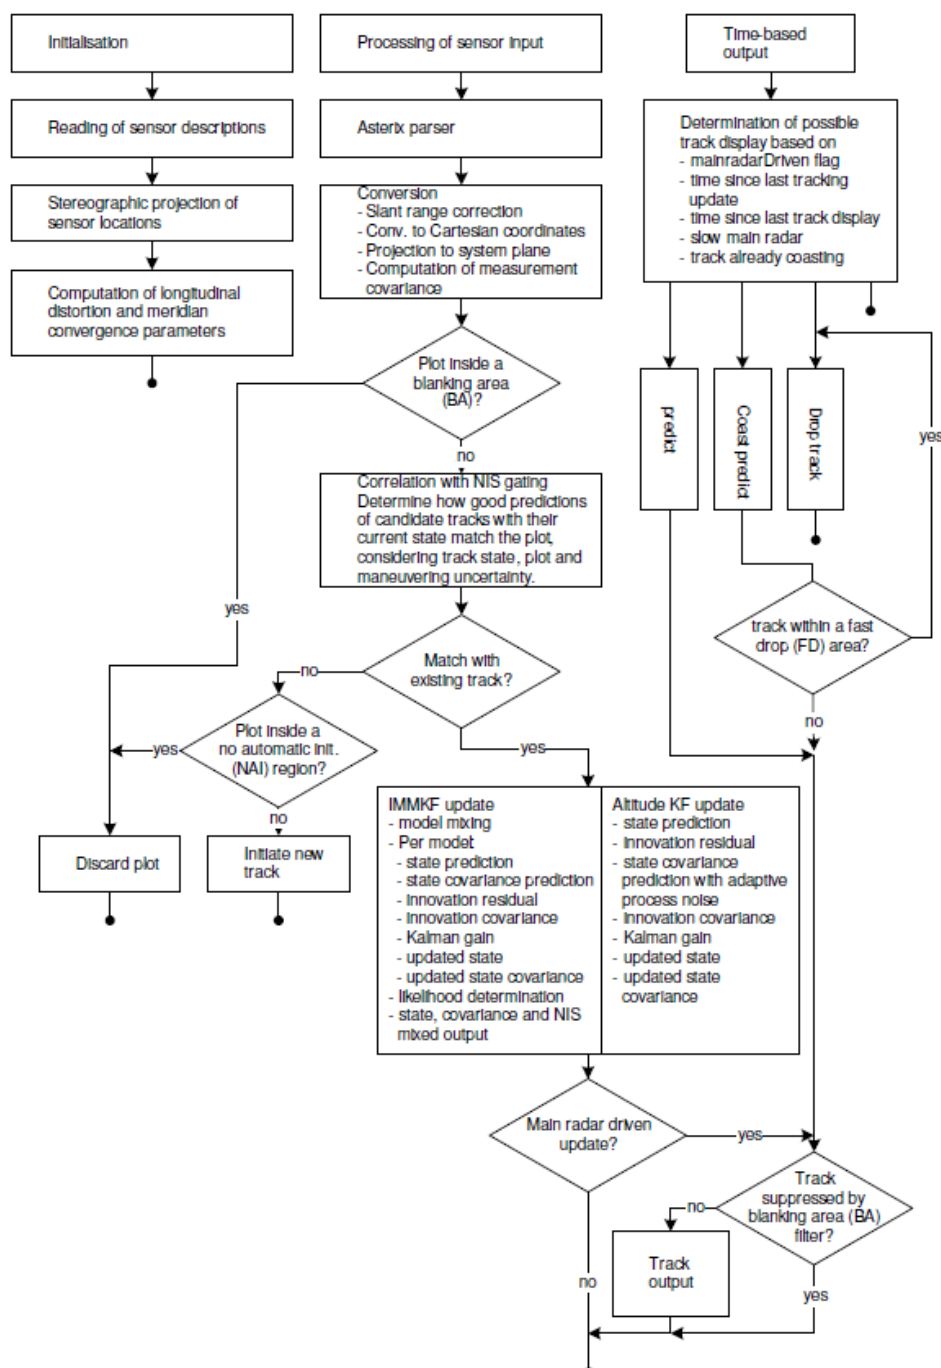 Initialisation
Reading of sensor descriptions
Stereographic projection of
sensor locations
Computation of longitudinal
distortion and meridian
convergence parameters
Processing of sensor input
Asterix parser
Conversion
- Slant range correction
- Conv. to Cartesian coordinates
- Projection to system plane
- Computation of measurement
covariance
Plot inside a
blanking area
(BA)?
no
yes
Correlation with NIS gating
Determine how good predictions
of candidate tracks with their
current state match the plot,
considering track state, plot and
maneuvering uncertainty.
Match with
existing track?
no
yes
Plot inside a
no automatic init.
(NAI) region?
yes
no
Discard plot
Initiate new
track
IMMKF update
- model mixing
- Per model:
- state prediction
- state covariance prediction
- innovation residual
- innovation covariance
- Kalman gain
- updated state
- updated state covariance
- likelihood determination
- state, covariance and NIS
mixed output
Altitude KF update
- state prediction
- innovation residual
- state covariance
prediction with adaptive
process noise
- innovation covariance
- Kalman gain
- updated state
- updated state
covariance
Main radar driven
update?
yes
no
Time-based
output
Determination of possible
track display based on
- mainradarDriven flag
- time since last tracking
update
- time since last track display
- slow main radar
- track already coasting
predict
Coast predict
Drop track
yes
track within a fast
drop (FD) area?
no
Track
suppressed by
blanking area (BA)
filter?
no
yes
Track
output